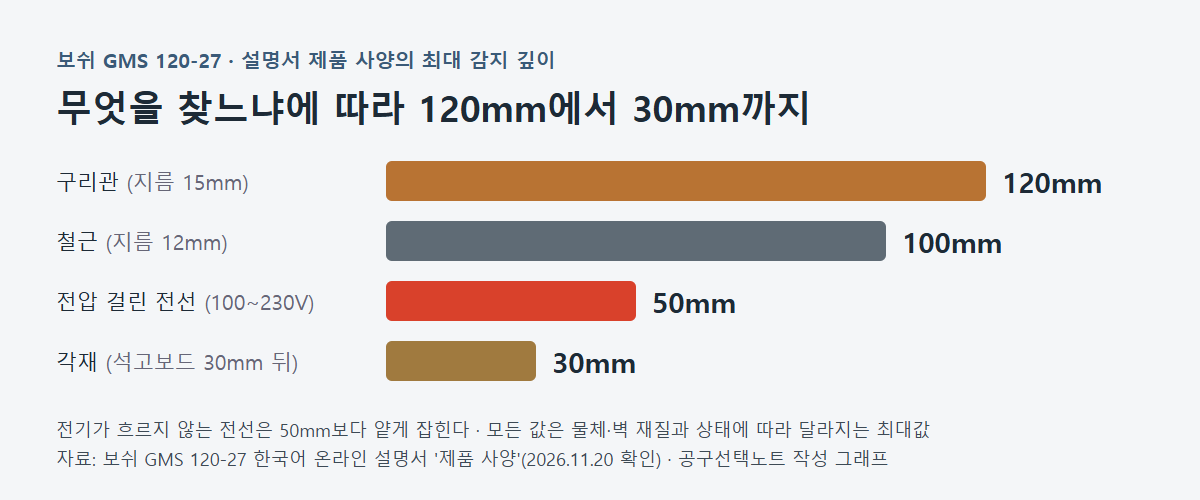 보쉬 GMS 120-27 · 설명서 제품 사양의 최대 감지 깊이
무엇을 찾느냐에 따라 120mm에서 30mm까지
구리관 (지름 15mm) 120mm
철근 (지름 12mm) 100mm
전압 걸린 전선 (100~230V) 50mm
각재 (석고보드 30mm 뒤) 30mm
전기가 흐르지 않는 전선은 50mm보다 얕게 잡힌다 · 모든 값은 물체·벽 재질과 상태에 따라 달라지는 최대값
자료: 보쉬 GMS 120-27 한국어 온라인 설명서 '제품 사양'(2026.11.20 확인) · 공구선택노트 작성 그래프